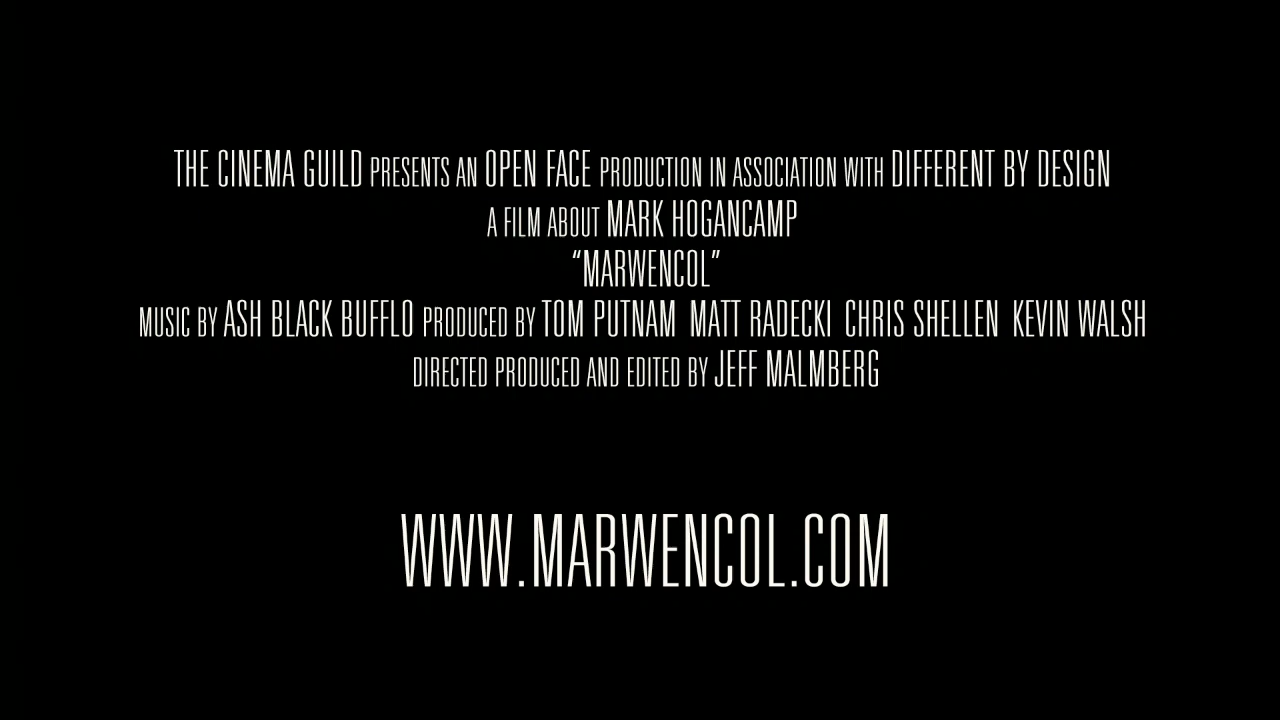 THE CINEMA GUILD PRESENTS AN OPEN FACE PRODUCTION IN ASSOCIATION WITH DIFFERENT BY DESIGN
A FILM ABOUT MARK HOGANCAMP
“MARWENCOL”
MUSIC BY ASH BLACK BUFFLO PRODUCED BY TOM PUTNAM MATT RADECKI CHRIS SHELLEN KEVIN WALSH
DIRECTED PRODUCED AND EDITED BY JEFF MALMBERG
WWW.MARWENCOL.COM